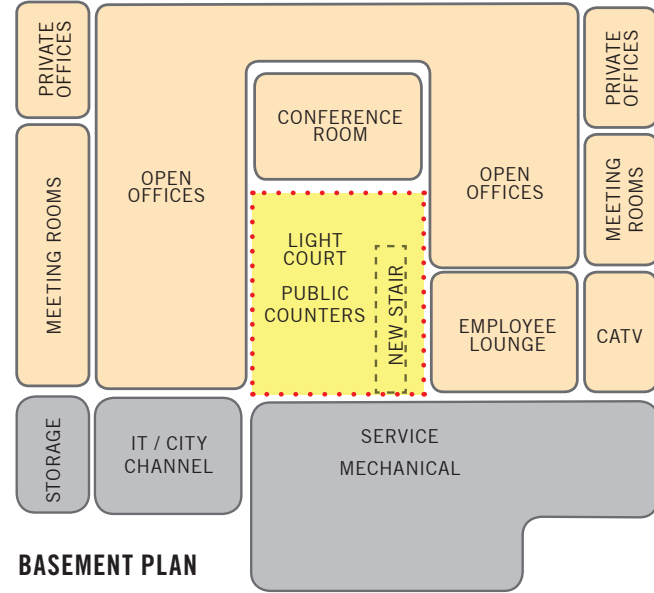 PRIVATE
OFFICES
PRIVATE
OFFICES
CONFERENCE
ROOM
OPEN
OFFICES
OPEN
OFFICES
MEETING ROOMS
MEETING
ROOMS
LIGHT
COURT
PUBLIC
COUNTERS
NEW STAIR
EMPLOYEE
LOUNGE
CATV
STORAGE
IT / CITY
CHANNEL
SERVICE
MECHANICAL
BASEMENT PLAN